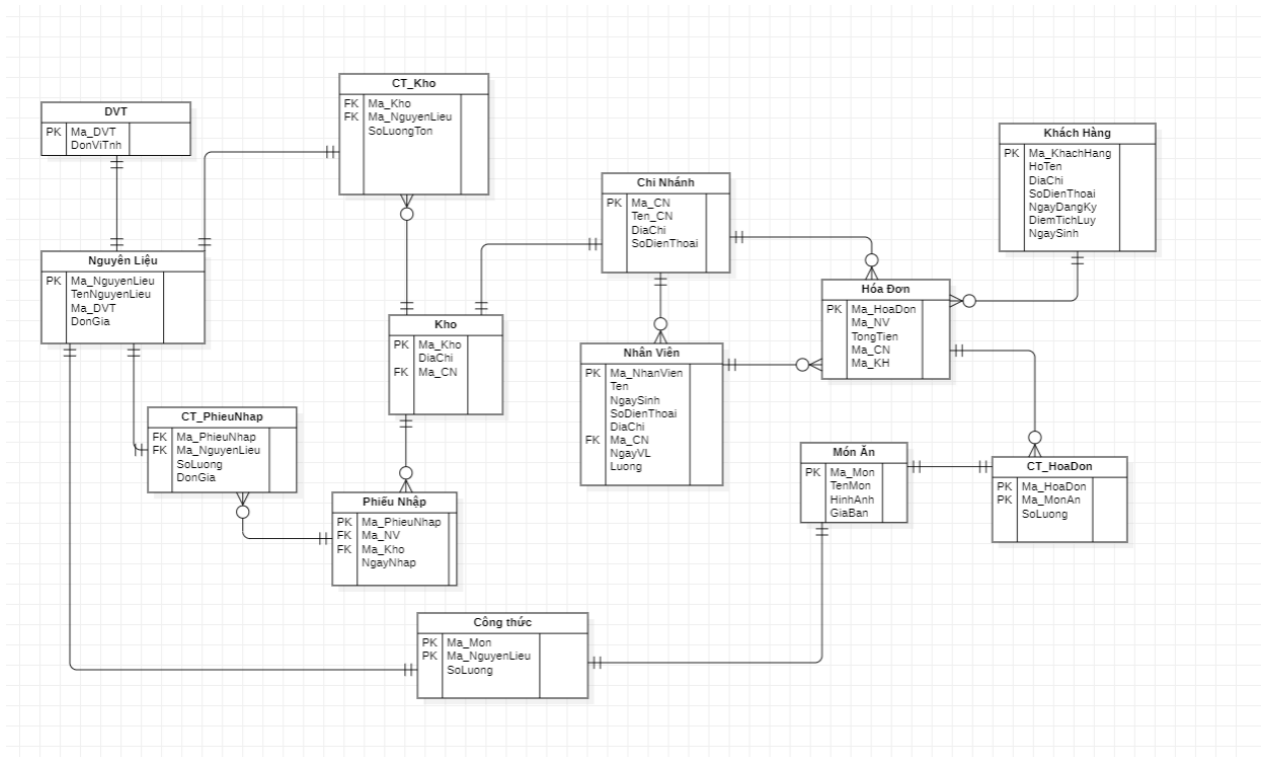 CT_Kho
FK Ma_Kho
FK Ma_NguyenLieu
SoLuongTon
DVT
PK Ma_DVT
DonViTnh
Khách Hàng
PK Ma_KhachHang
HoTen
DiaChi
SoDienThoai
NgayDangKy
DiemTichLuy
NgaySinh
Chi Nhánh
PK Ma_CN
Ten_CN
DiaChi
SoDienThoai
Nguyên Liệu
PK Ma_NguyenLieu
TenNguyenLieu
Ma_DVT
DonGia
Hóa Đơn
PK Ma_HoaDon
Ma_NV
TongTien
Ma_CN
Ma_KH
Kho
PK Ma_Kho
DiaChi
FK Ma_CN
Nhân Viên
PK Ma_NhanVien
Ten
NgaySinh
SoDienThoai
DiaChi
FK Ma_CN
NgayVL
Luong
CT_PhieuNhap
FK Ma_PhieuNhap
FK Ma_NguyenLieu
SoLuong
DonGia
Món Ăn
PK Ma_Mon
TenMon
HinhAnh
GiaBan
CT_HoaDon
PK Ma_HoaDon
PK Ma_MonAn
SoLuong
Phiếu Nhập
PK Ma_PhieuNhap
FK Ma_NV
FK Ma_Kho
NgayNhap
Công thức
PK Ma_Mon
PK Ma_NguyenLieu
SoLuong